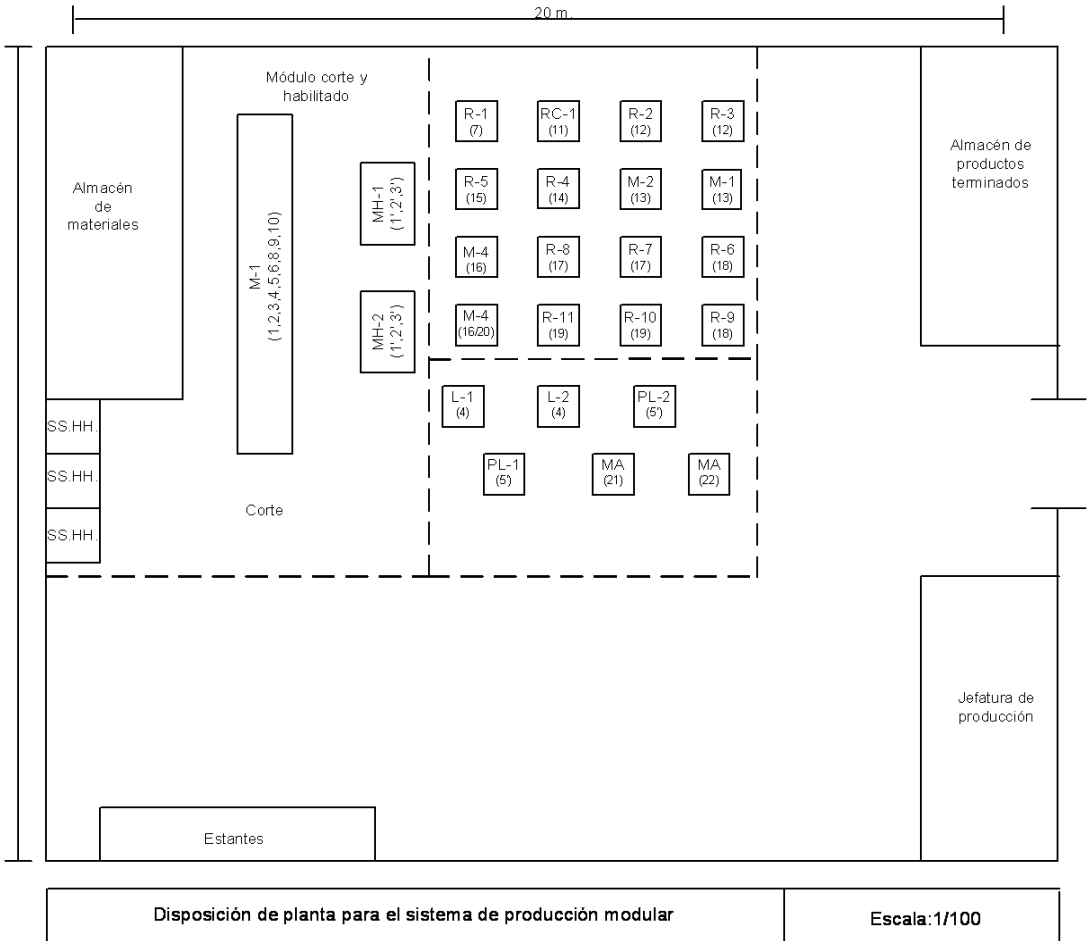 20 m.
Módulo corte y
habilitado
Almacén
de
materiales
M-1
(1,2,3,4,5,6,8,9,10)
MH-1
(1',2',3')
MH-2
(1',2',3')
R-1
(7)
RC-1
(11)
R-2
(12)
R-3
(12)
R-5
(15)
R-4
(14)
M-2
(13)
M-1
(13)
M-4
(16)
R-8
(17)
R-7
(17)
R-6
(18)
M-4
(16/20)
R-11
(19)
R-10
(19)
R-9
(18)
L-1
(4)
L-2
(4)
PL-2
(5')
PL-1
(5')
MA
(21)
MA
(22)
Almacén de
productos
terminados
SS.HH.
SS.HH.
SS.HH.
Corte
Jefatura de
producción
Estantes
Disposición de planta para el sistema de producción modular
Escala:1/100